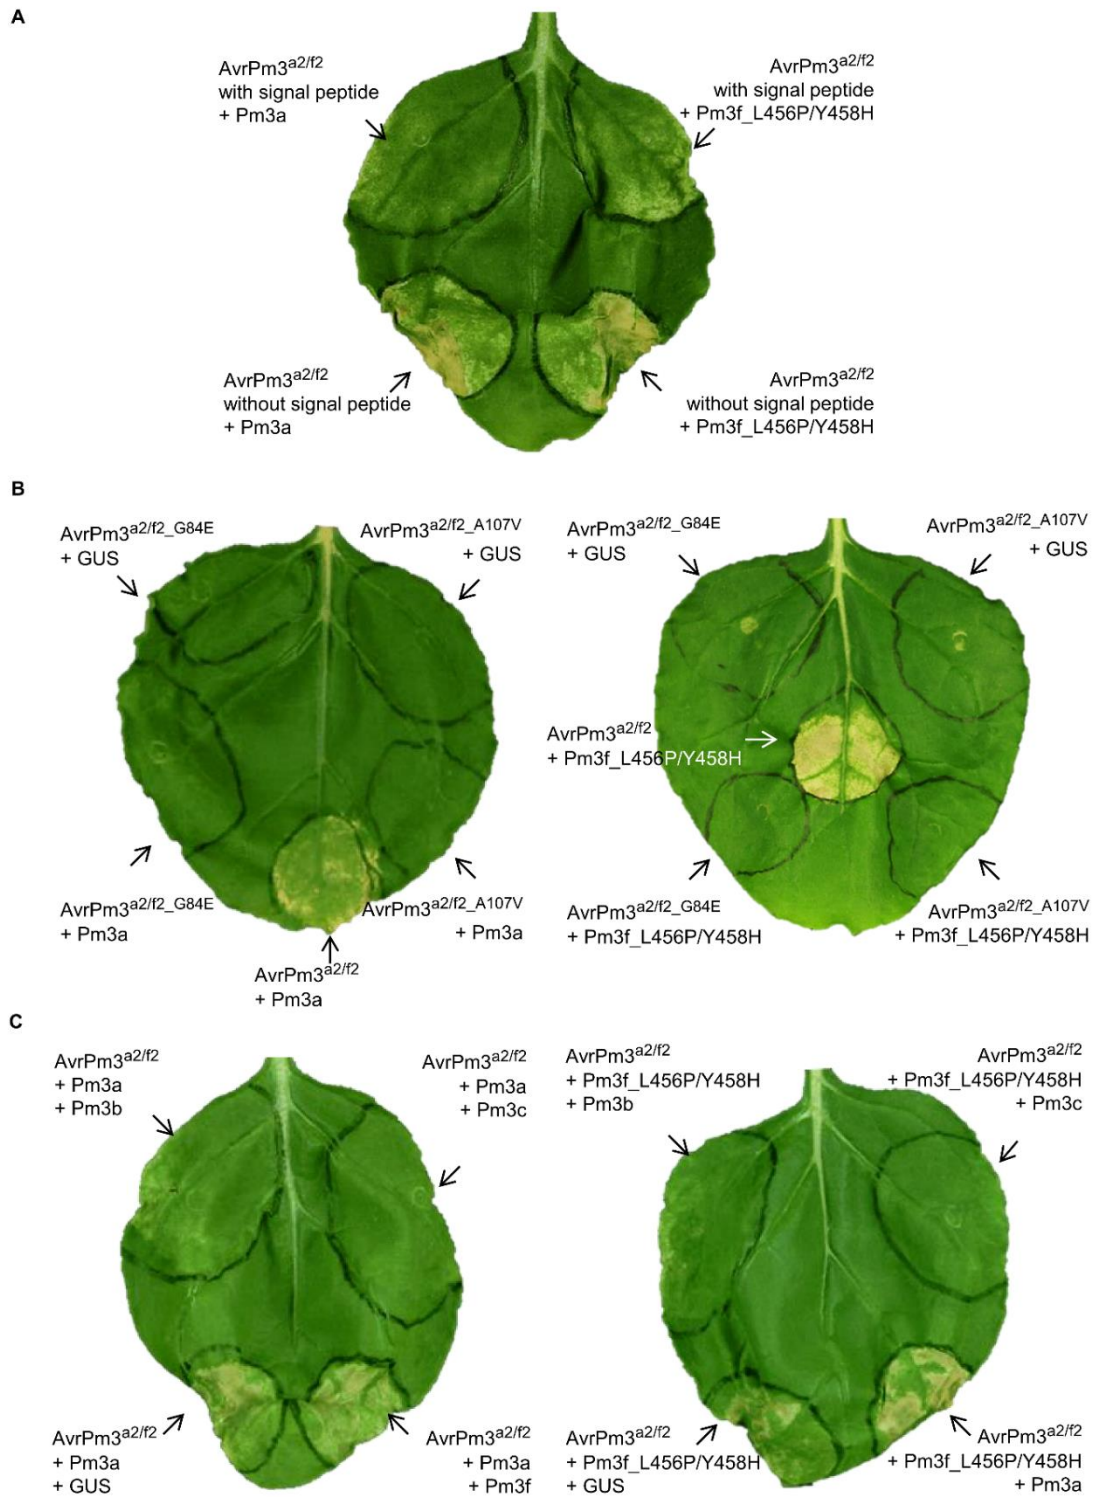 A
AvrPm3a2/f2
with signal peptide
+ Pm3a
AvrPm3a2/f2
with signal peptide
+ Pm3f_L456P/Y458H
AvrPm3a2/f2
without signal peptide
+ Pm3a
AvrPm3a2/f2
without signal peptide
+ Pm3f_L456P/Y458H
B
AvrPm3a2/f2_G84E
+ GUS
AvrPm3a2/f2_A107V
+ GUS
AvrPm3a2/f2_G84E
+ Pm3a
AvrPm3a2/f2_A107V
+ Pm3a
AvrPm3a2/f2
+ Pm3a
AvrPm3a2/f2_G84E
+ GUS
AvrPm3a2/f2_A107V
+ GUS
AvrPm3a2/f2
+ Pm3f_L456P/Y458H
AvrPm3a2/f2_G84E
+ Pm3f_L456P/Y458H
AvrPm3a2/f2_A107V
+ Pm3f_L456P/Y458H
C
AvrPm3a2/f2
+ Pm3a
+ Pm3b
AvrPm3a2/f2
+ Pm3a
+ Pm3c
AvrPm3a2/f2
+ Pm3a
+ GUS
AvrPm3a2/f2
+ Pm3a
+ Pm3f
AvrPm3a2/f2
+ Pm3f_L456P/Y458H
+ Pm3b
AvrPm3a2/f2
+ Pm3f_L456P/Y458H
+ Pm3c
AvrPm3a2/f2
+ Pm3f_L456P/Y458H
+ GUS
AvrPm3a2/f2
+ Pm3f_L456P/Y458H
+ Pm3a